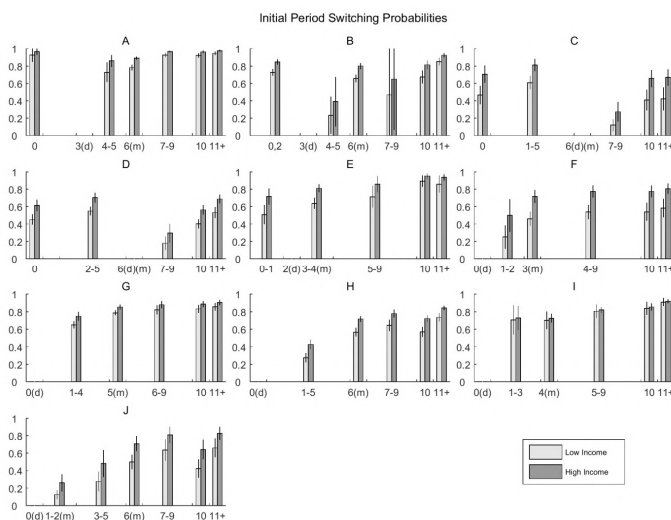 Initial Period Switching Probabilities
A
1
0.8
0.6
0.4
0.2
0
0 3(d) 4-5 6(m) 7-9 10 11+
B
1
0.8
0.6
0.4
0.2
0
0,2 3(d) 4-5 6(m) 7-9 10 11+
C
1
0.8
0.6
0.4
0.2
0
0 1-5 6(d)(m) 7-9 10 11+
D
1
0.8
0.6
0.4
0.2
0
0 2-5 6(d)(m) 7-9 10 11+
E
1
0.8
0.6
0.4
0.2
0
0-1 2(d) 3-4(m) 5-9 10 11+
F
1
0.8
0.6
0.4
0.2
0
0(d) 1-2 3(m) 4-9 10 11+
G
1
0.8
0.6
0.4
0.2
0
0(d) 1-4 5(m) 6-9 10 11+
H
1
0.8
0.6
0.4
0.2
0
0(d) 1-5 6(m) 7-9 10 11+
I
1
0.8
0.6
0.4
0.2
0
0(d) 1-3 4(m) 5-9 10 11+
J
1
0.8
0.6
0.4
0.2
0
0(d) 1-2(m) 3-5 6(m) 7-9 10 11+
Low Income
High Income